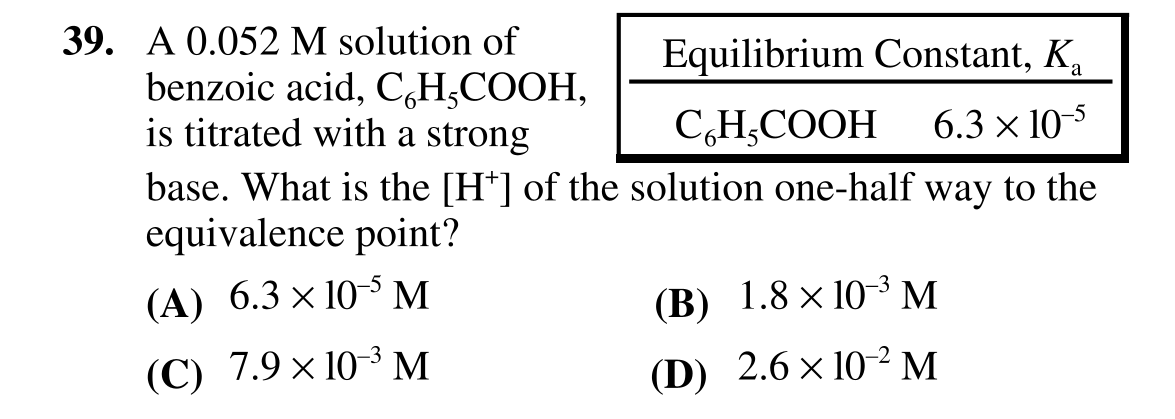 39. A 0.052 M solution of
benzoic acid, C₆H₅COOH,
is titrated with a strong
base. What is the [H⁺] of the solution one-half way to the
equivalence point?
Equilibrium Constant, Kₐ
C₆H₅COOH 6.3 × 10⁻⁵
(A) 6.3 × 10⁻⁵ M
(B) 1.8 × 10⁻³ M
(C) 7.9 × 10⁻³ M
(D) 2.6 × 10⁻² M